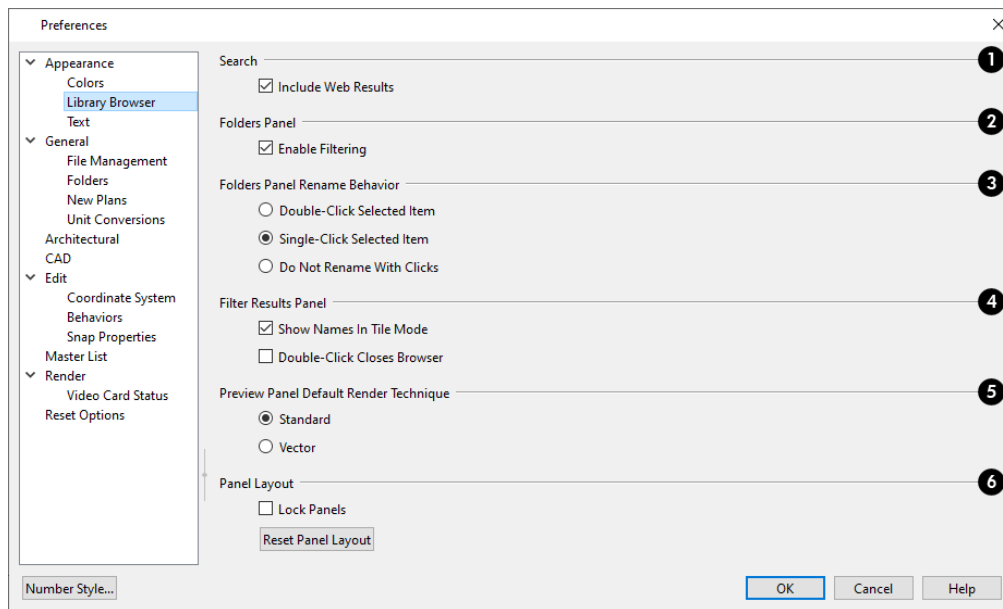 Preferences
Appearance
Colors
Library Browser
Text
General
File Management
Folders
New Plans
Unit Conversions
Architectural
CAD
Edit
Coordinate System
Behaviors
Snap Properties
Master List
Render
Video Card Status
Reset Options
Search 1
Include Web Results
Folders Panel 2
Enable Filtering
Folders Panel Rename Behavior 3
Double-Click Selected Item
Single-Click Selected Item
Do Not Rename With Clicks
Filter Results Panel 4
Show Names In Tile Mode
Double-Click Closes Browser
Preview Panel Default Render Technique 5
Standard
Vector
Panel Layout 6
Lock Panels
Reset Panel Layout
Number Style... OK Cancel Help